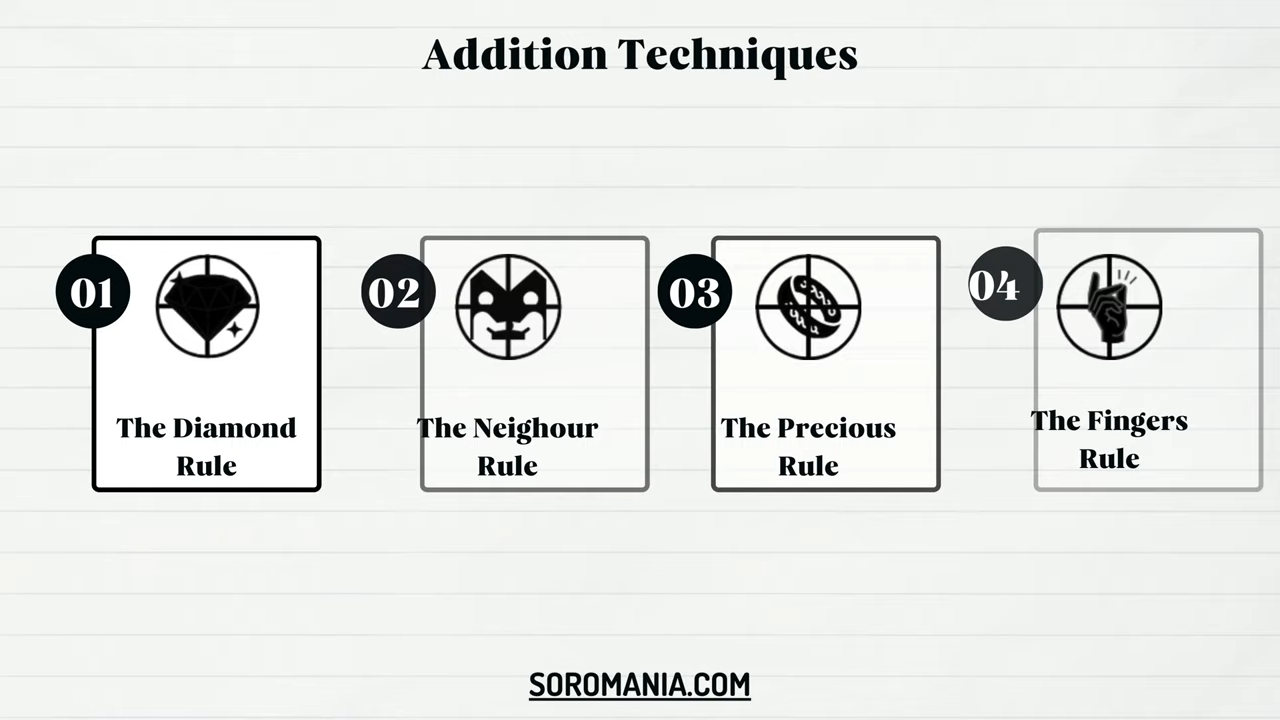 Addition Techniques
01
The Diamond
Rule
02
The Neighour
Rule
03
The Precious
Rule
04
The Fingers
Rule
SOROMANIA.COM